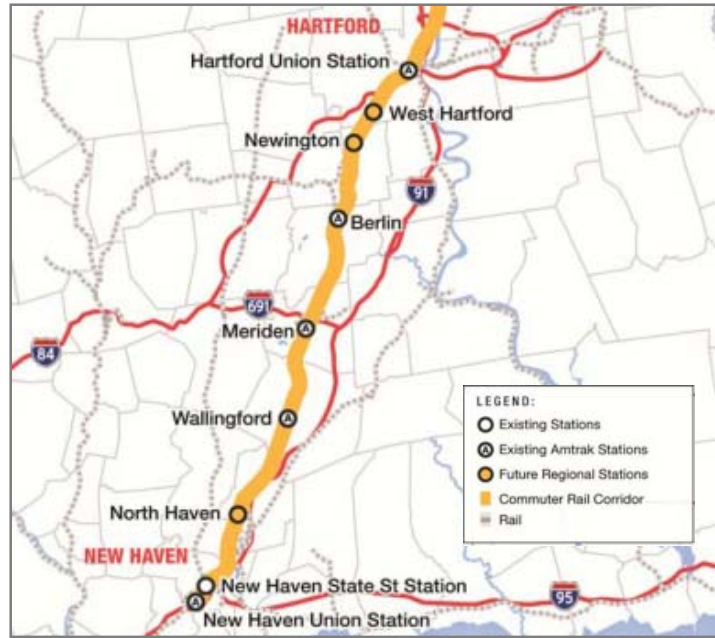 HARTFORD
Hartford Union Station
West Hartford
Newington
91
Berlin
691
Meriden
84
Wallingford
LEGEND:
Existing Stations
A Existing Amtrak Stations
Future Regional Stations
Commuter Rail Corridor
Rail
North Haven
NEW HAVEN
New Haven State St Station
95
New Haven Union Station